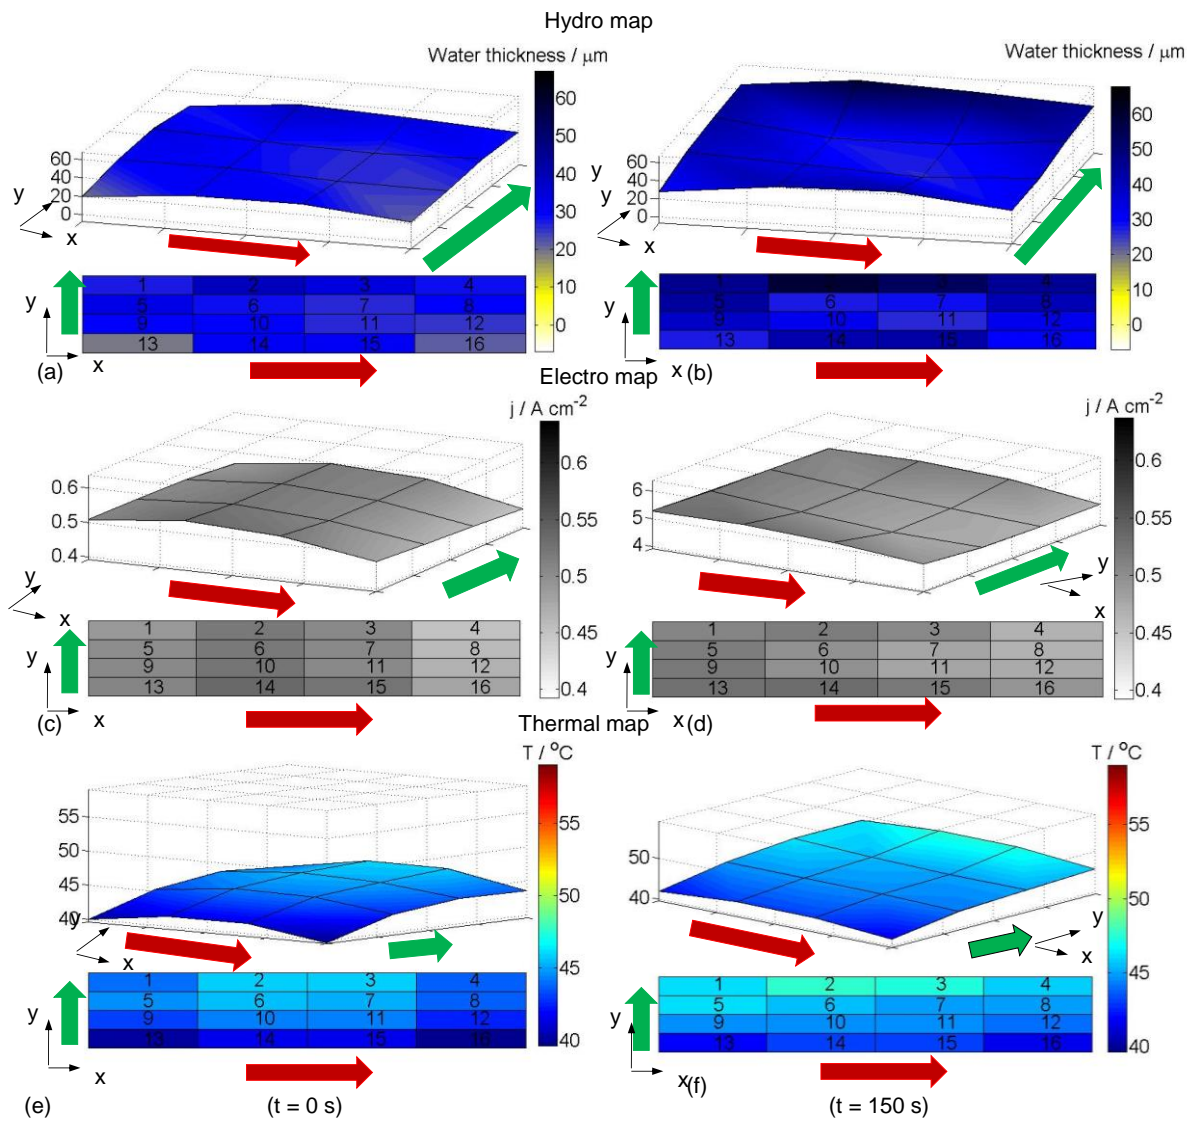 Hydro map
Water thickness / μm
Water thickness / μm
60
50
40
30
20
10
0
60
40
20
0
y
x
y
x
1 2 3 4
5 6 7 8
9 10 11 12
13 14 15 16
(a)
60
50
40
30
20
10
0
60
40
20
0
y
x
y
x
1 2 3 4
5 6 7 8
9 10 11 12
13 14 15 16
(b)
Electro map
j / A cm-2
j / A cm-2
0.6
0.55
0.5
0.45
0.4
0.6
0.5
0.4
y
x
y
x
1 2 3 4
5 6 7 8
9 10 11 12
13 14 15 16
(c)
0.6
0.55
0.5
0.45
0.4
6
5
4
y
x
y
x
1 2 3 4
5 6 7 8
9 10 11 12
13 14 15 16
(d)
Thermal map
T / oC
T / oC
55
50
45
40
55
50
45
40
y
x
y
x
1 2 3 4
5 6 7 8
9 10 11 12
13 14 15 16
(e)
(t = 0 s)
55
50
45
40
50
40
y
x
y
x
1 2 3 4
5 6 7 8
9 10 11 12
13 14 15 16
(f)
(t = 150 s)